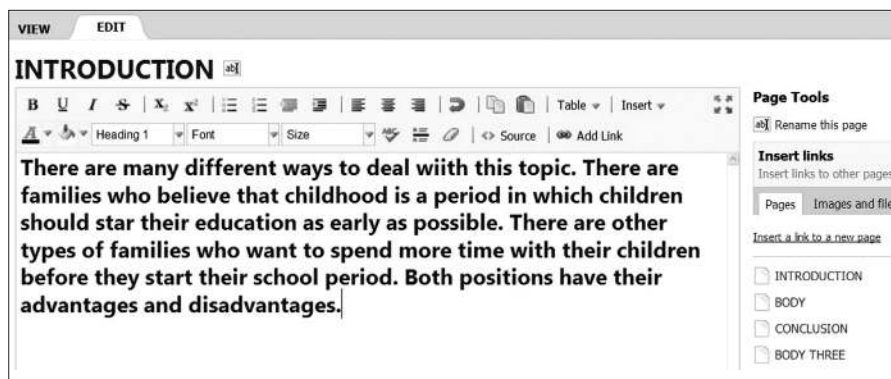 VIEW EDIT
INTRODUCTION ab
B U I S X₂ x² Table Insert
A Heading 1 Font Size ABC Source Add Link
There are many different ways to deal wiith this topic. There are
families who believe that childhood is a period in which children
should star their education as early as possible. There are other
types of families who want to spend more time with their children
before they start their school period. Both positions have their
advantages and disadvantages.
Page Tools
ab Rename this page
Insert links
Insert links to other pages
Pages Images and file
Insert a link to a new page
INTRODUCTION
BODY
CONCLUSION
BODY THREE